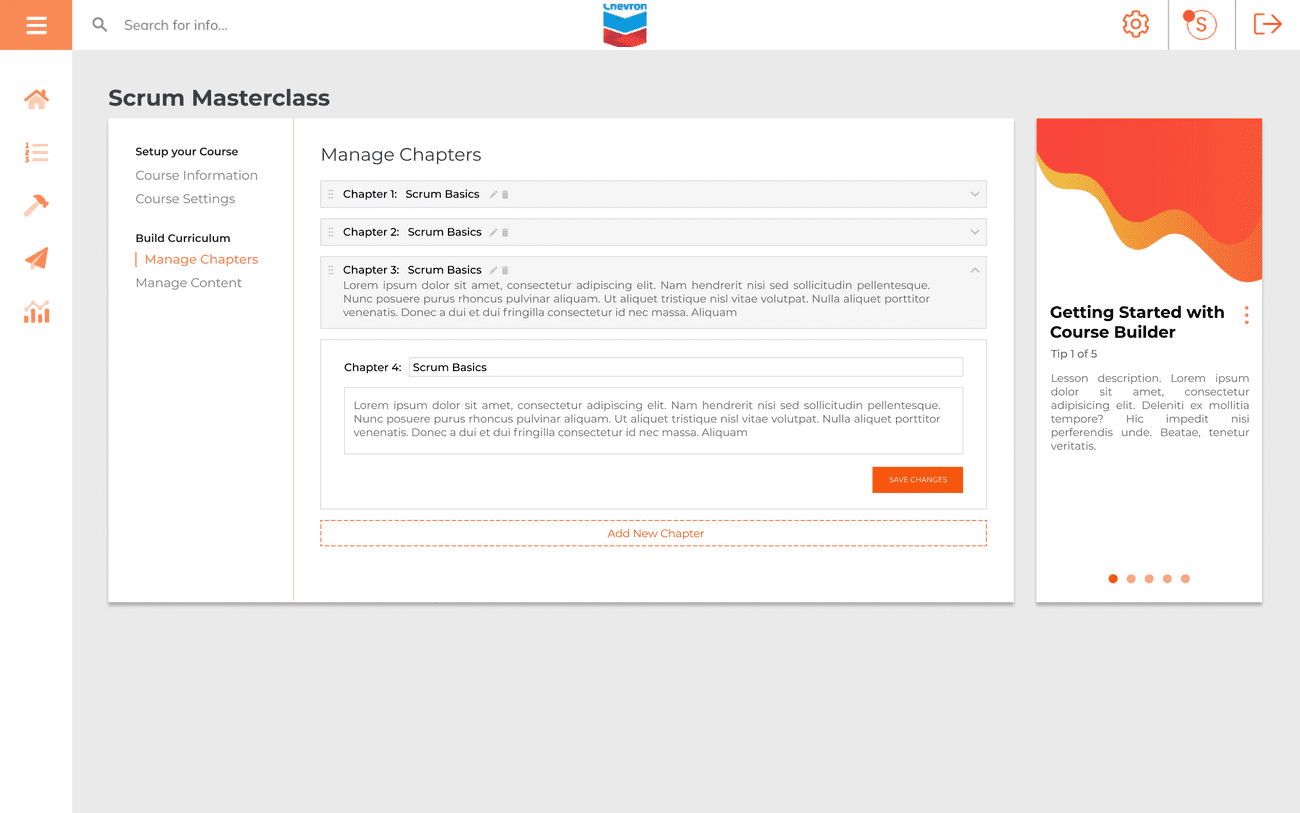 Search for info...
Chevron
S
Scrum Masterclass
Setup your Course
Course Information
Course Settings
Build Curriculum
Manage Chapters
Manage Content
Manage Chapters
Chapter 1: Scrum Basics
Chapter 2: Scrum Basics
Chapter 3: Scrum Basics
Lorem ipsum dolor sit amet, consectetur adipiscing elit. Nam hendrerit nisi sed sollicitudin pellentesque.
Nunc posuere purus rhoncus pulvinar aliquam. Ut aliquet tristique nisl vitae volutpat. Nulla aliquet porttitor
venenatis. Donec a dui et dui fringilla consectetur id nec massa. Aliquam
Chapter 4: Scrum Basics
Lorem ipsum dolor sit amet, consectetur adipiscing elit. Nam hendrerit nisi sed sollicitudin pellentesque.
Nunc posuere purus rhoncus pulvinar aliquam. Ut aliquet tristique nisl vitae volutpat. Nulla aliquet porttitor
venenatis. Donec a dui et dui fringilla consectetur id nec massa. Aliquam
SAVE CHANGES
Add New Chapter
Getting Started with
Course Builder
Tip 1 of 5
Lesson description. Lorem ipsum
dolor sit amet, consectetur
adipisicing elit. Deleniti ex mollitia
tempore? Hic impedit nisi
perferendis unde. Beatae, tenetur
veritatis.